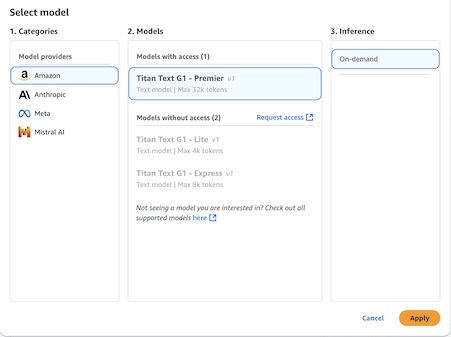 Select model
1. Categories
Model providers
Amazon
Anthropic
Meta
Mistral AI
2. Models
Models with access (1)
Titan Text G1 - Premier v1
Text model | Max 32k tokens
Models without access (2)
Request access
Titan Text G1 - Lite v1
Text model | Max 4k tokens
Titan Text G1 - Express v1
Text model | Max 8k tokens
Not seeing a model you are interested in? Check out all
supported models here
3. Inference
On-demand
Cancel
Apply